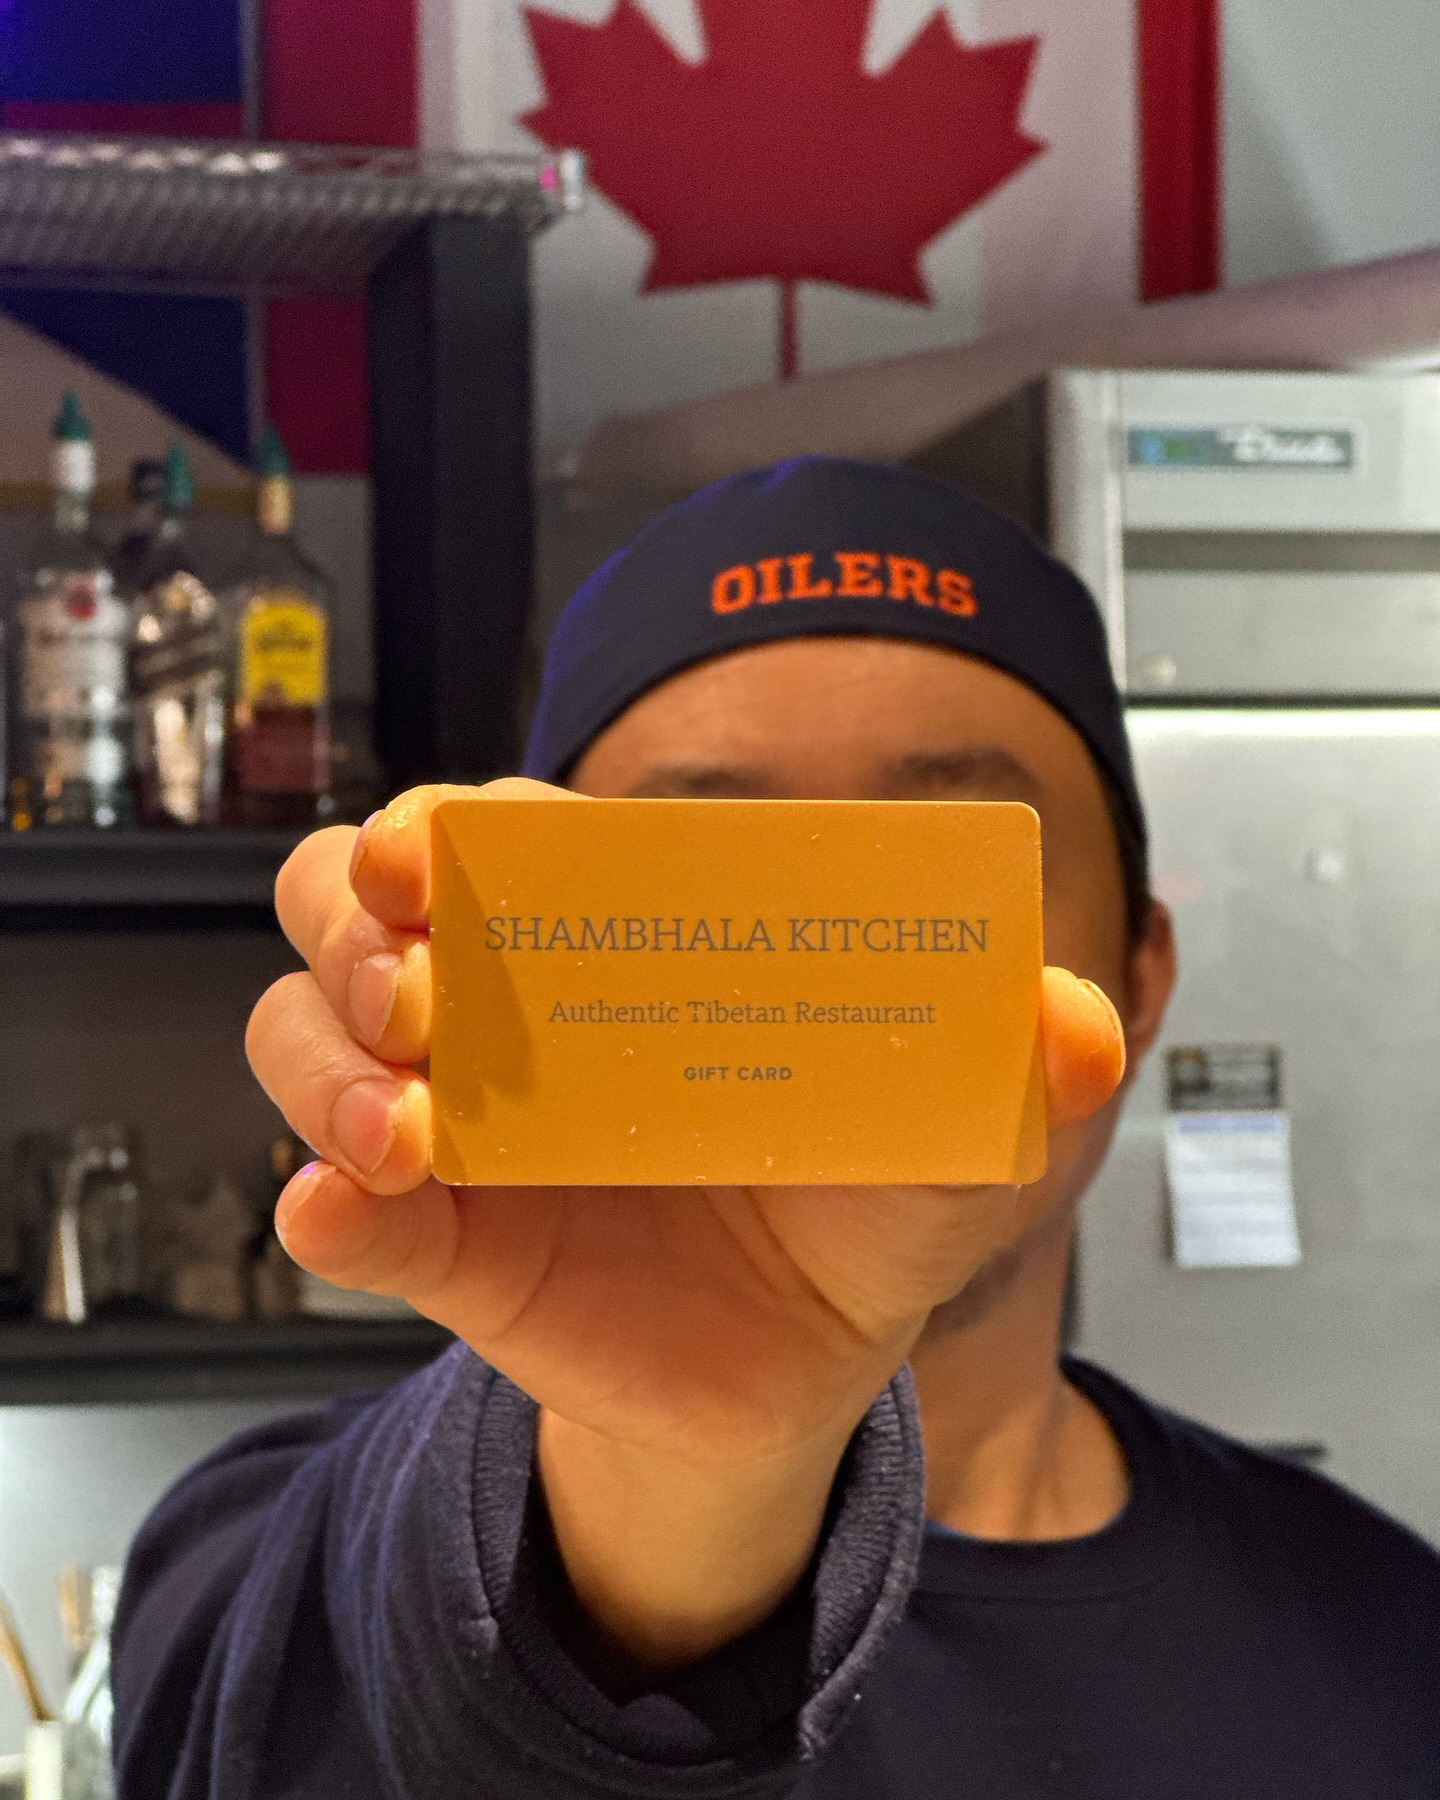 OILERS
SHAMBHALA KITCHEN
Authentic Tibetan Restaurant
GIFT CARD